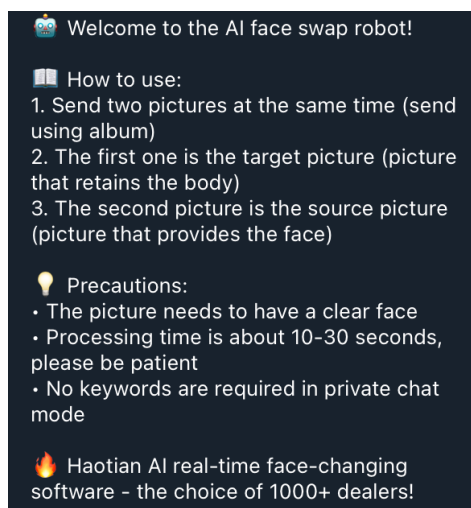 🤖 Welcome to the AI face swap robot!
📖 How to use:
1. Send two pictures at the same time (send
using album)
2. The first one is the target picture (picture
that retains the body)
3. The second picture is the source picture
(picture that provides the face)
💡 Precautions:
• The picture needs to have a clear face
• Processing time is about 10-30 seconds,
please be patient
• No keywords are required in private chat
mode
🔥 Haotian AI real-time face-changing
software - the choice of 1000+ dealers!